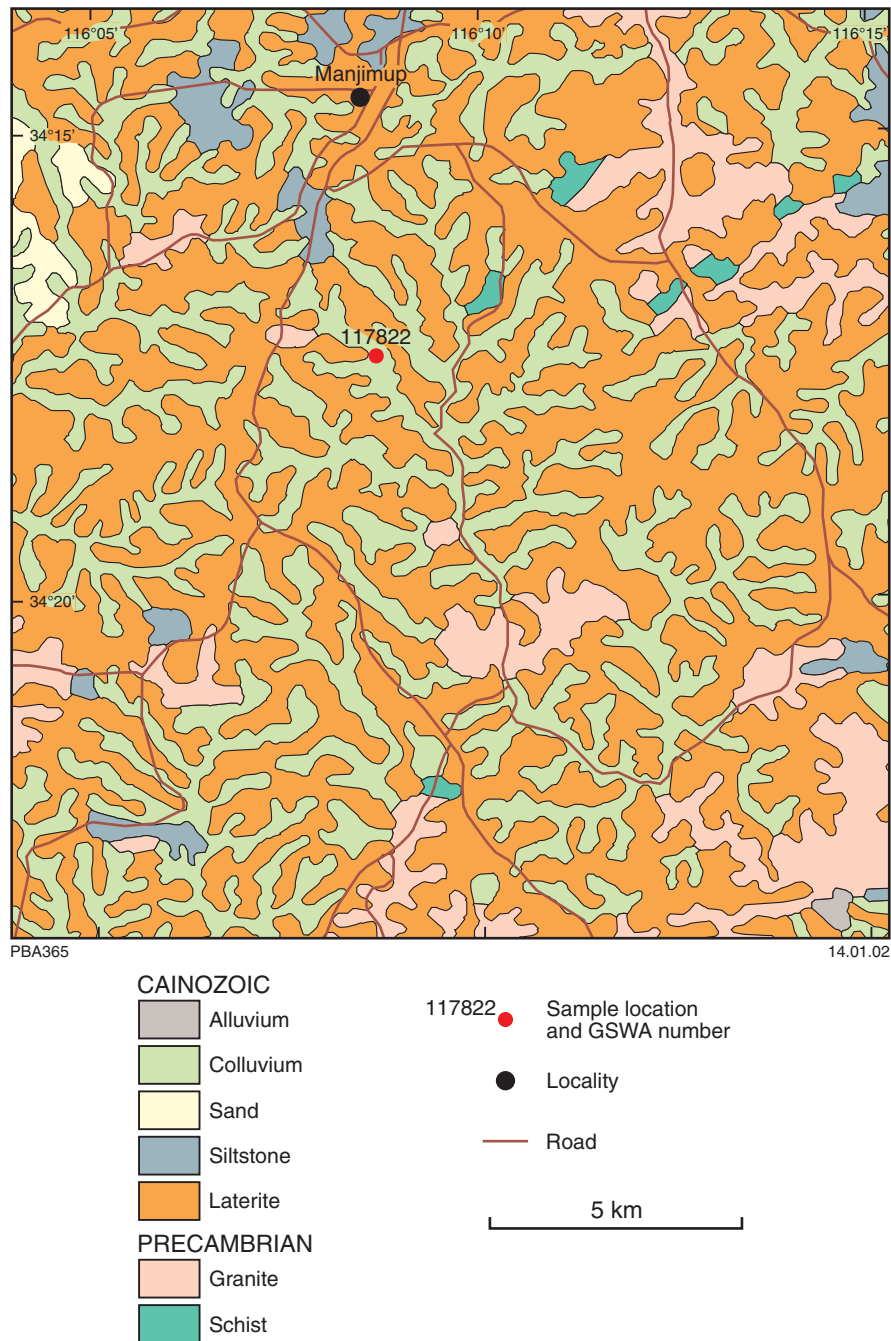 116°05’ 116°10’ 116°15’
Manjimup
34°15’
117822
34°20’
PBA365 14.01.02
CAINOZOIC
Alluvium
Colluvium
Sand
Siltstone
Laterite
PRECAMBRIAN
Granite
Schist
117822 Sample location
and GSWA number
Locality
Road
5 km